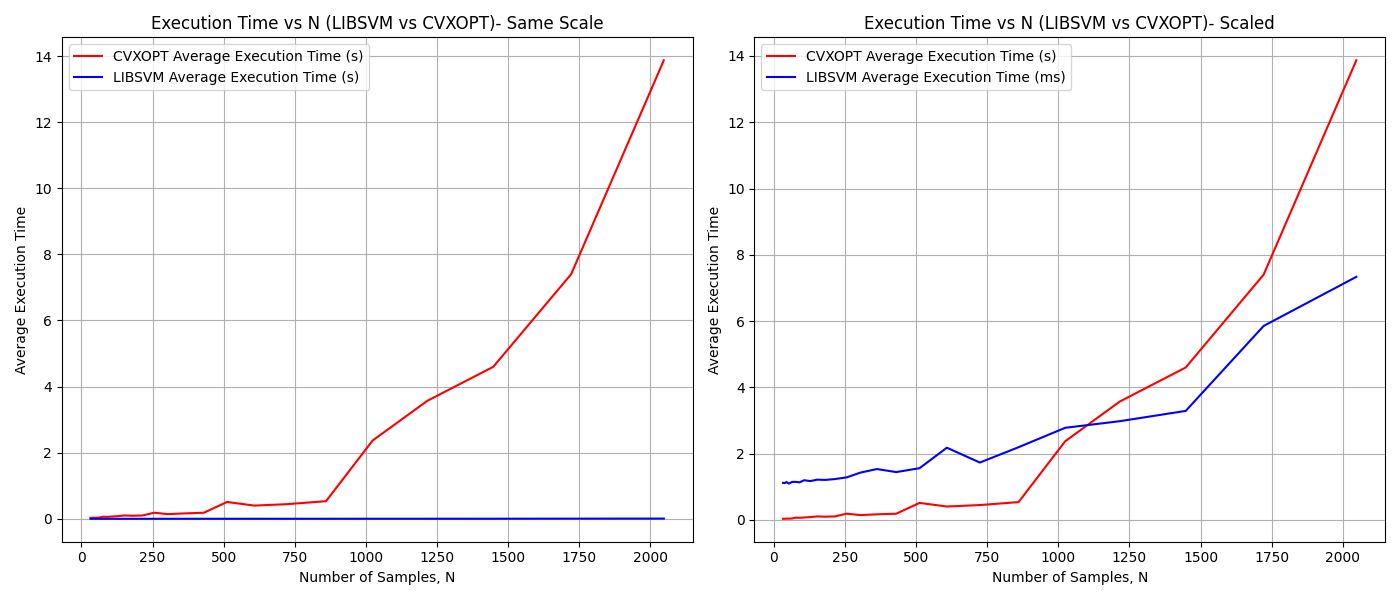 Execution Time vs N (LIBSVM vs CVXOPT)- Same Scale
CVXOPT Average Execution Time (s)
LIBSVM Average Execution Time (s)
Average Execution Time
14
12
10
8
6
4
2
0
0 250 500 750 1000 1250 1500 1750 2000
Number of Samples, N
Execution Time vs N (LIBSVM vs CVXOPT)- Scaled
CVXOPT Average Execution Time (s)
LIBSVM Average Execution Time (ms)
Average Execution Time
14
12
10
8
6
4
2
0
0 250 500 750 1000 1250 1500 1750 2000
Number of Samples, N